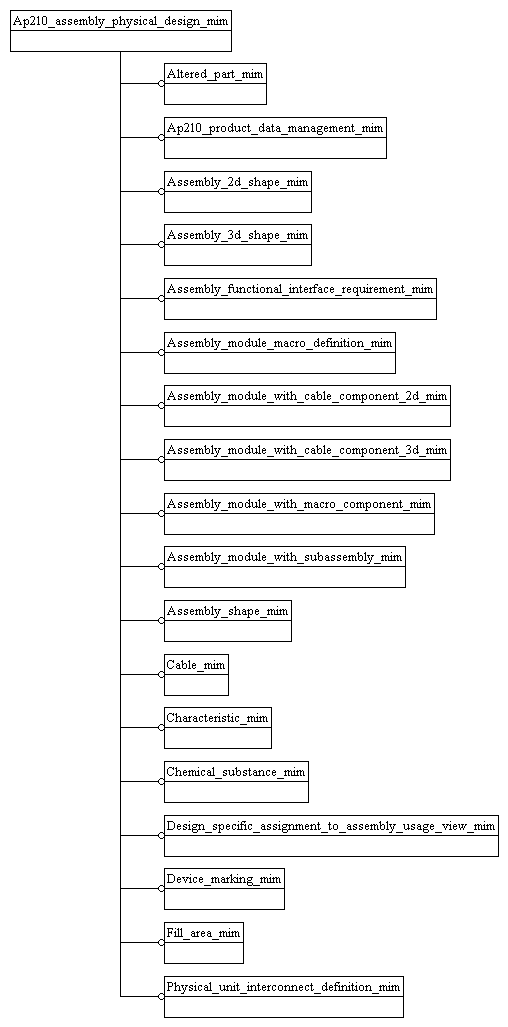 Ap210_assembly_physical_design_mim
Altered_part_mim
Ap210_product_data_management_mim
Assembly_2d_shape_mim
Assembly_3d_shape_mim
Assembly_functional_interface_requirement_mim
Assembly_module_macro_definition_mim
Assembly_module_with_cable_component_2d_mim
Assembly_module_with_cable_component_3d_mim
Assembly_module_with_macro_component_mim
Assembly_module_with_subassembly_mim
Assembly_shape_mim
Cable_mim
Characteristic_mim
Chemical_substance_mim
Design_specific_assignment_to_assembly_usage_view_mim
Device_marking_mim
Fill_area_mim
Physical_unit_interconnect_definition_mim